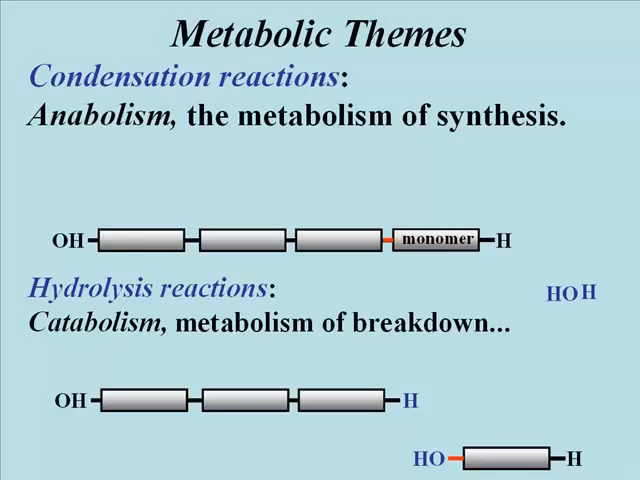 Metabolic Themes
Condensation reactions:
Anabolism, the metabolism of synthesis.
OH monomer H
Hydrolysis reactions:
HOH
Catabolism, metabolism of breakdown...
OH H
HO H